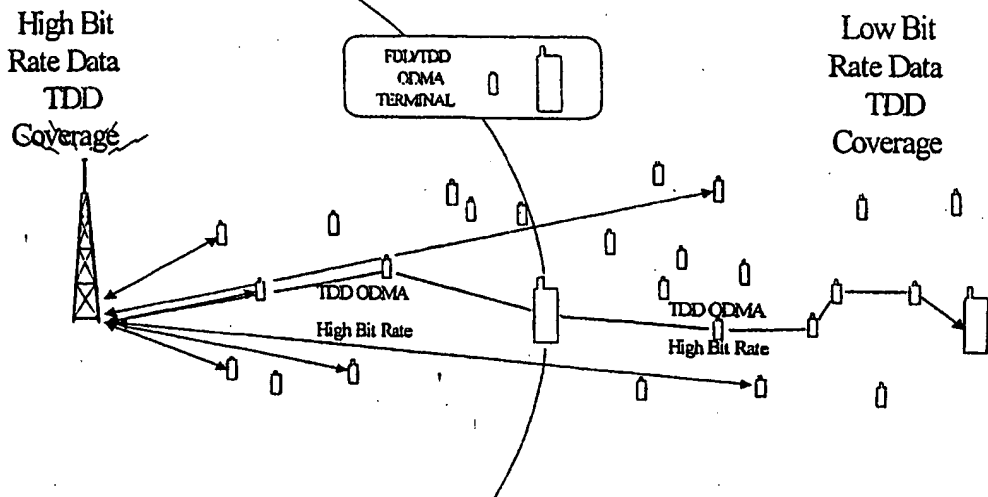 High Bit
Rate Data
TDD
Coverage
FDD/TDD
ODMA
TERMINAL
Low Bit
Rate Data
TDD
Coverage
TDD ODMA
High Bit Rate
TDD ODMA
High Bit Rate